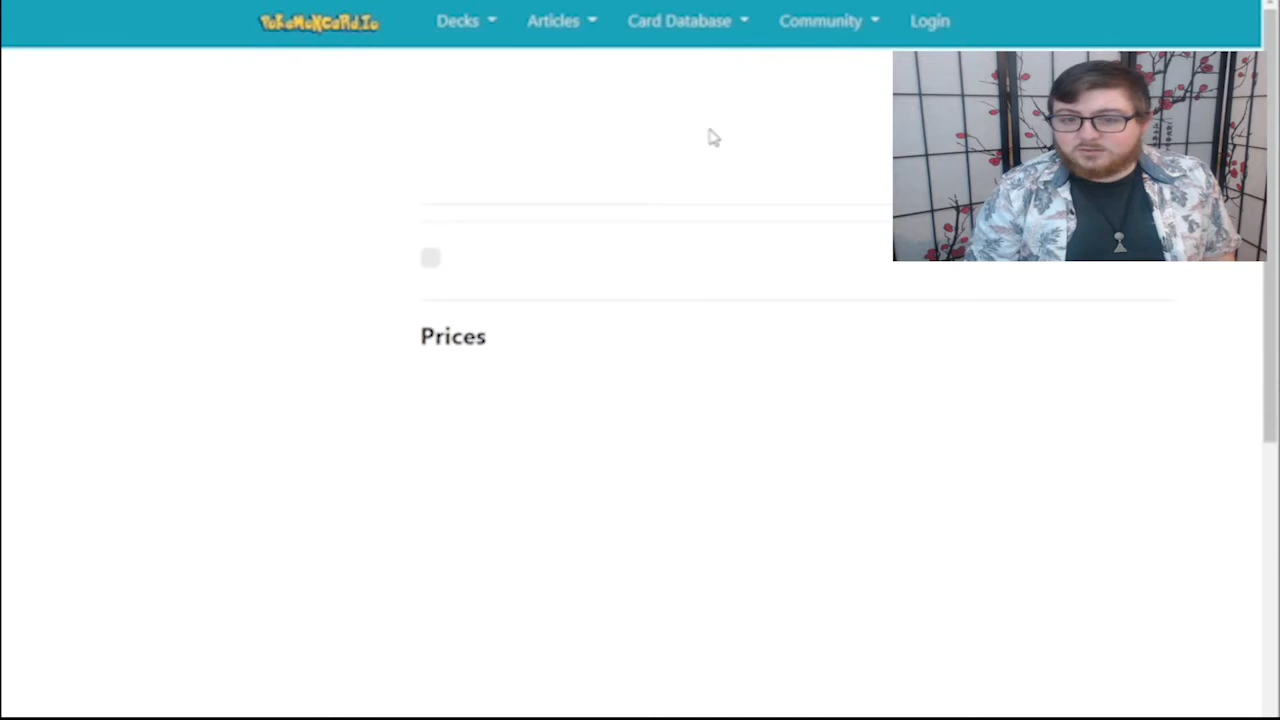 PoKeMoNCaRd.Io
Decks
Articles
Card Database
Community
Login
Prices